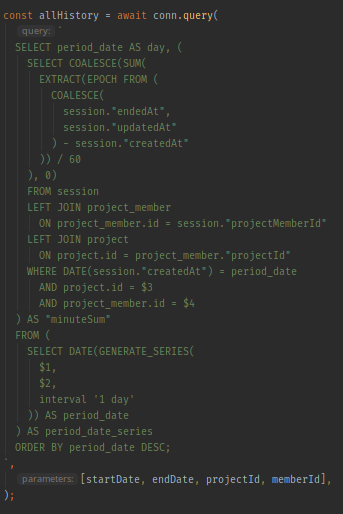 const allHistory = await conn.query(
query: `
SELECT period_date AS day, (
SELECT COALESCE(SUM(
EXTRACT(EPOCH FROM (
COALESCE(
session."endedAt",
session."updatedAt"
) - session."createdAt"
)) / 60
), 0)
FROM session
LEFT JOIN project_member
ON project_member.id = session."projectMemberId"
LEFT JOIN project
ON project.id = project_member."projectId"
WHERE DATE(session."createdAt") = period_date
AND project.id = $3
AND project_member.id = $4
) AS "minuteSum"
FROM (
SELECT DATE(GENERATE_SERIES(
$1,
$2,
interval '1 day'
)) AS period_date
) AS period_date_series
ORDER BY period_date DESC;
`,
parameters: [startDate, endDate, projectId, memberId],
);